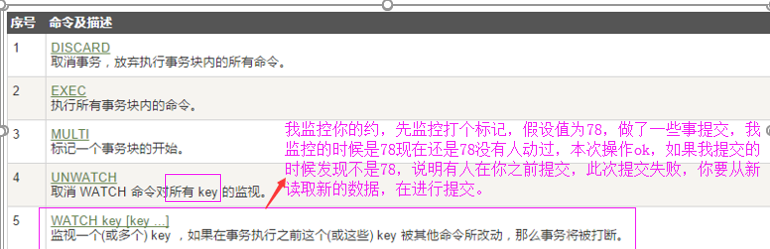 序号 命令及描述
1 DISCARD
取消事务，放弃执行事务块内的所有命令。
2 EXEC
执行所有事务块内的命令。
3 MULTI
标记一个事务块的开始。
我监控你的约，先监控打个标记，假设值为78，做了一些事提交，我
监控的时候是78现在还是78没有人动过，本次操作ok，如果我提交的
时候发现不是78，说明有人在你之前提交，此次提交失败，你要从新
读取新的数据，在进行提交。
4 UNWATCH
取消 WATCH 命令对所有 key 的监视。
5 WATCH key [key ...]
监视一个(或多个) key ，如果在事务执行之前这个(或这些) key 被其他命令所改动，那么事务将被打断。